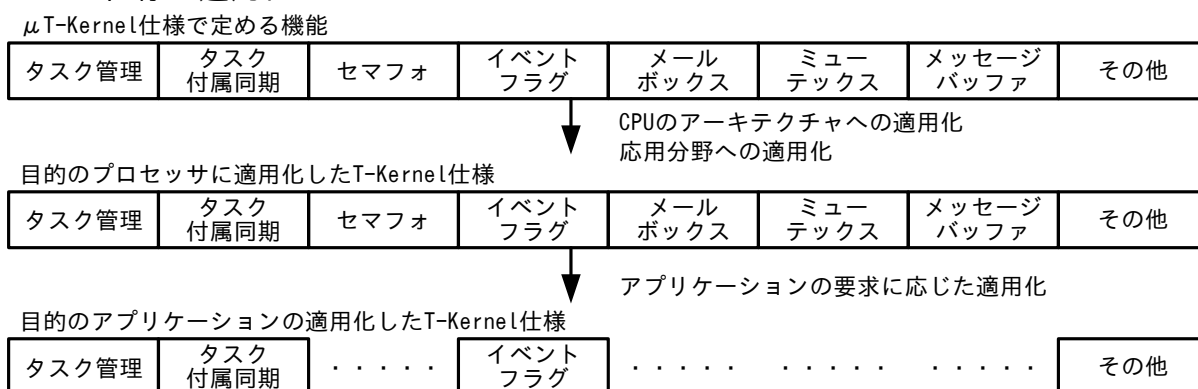 μT-Kernel仕様で定める機能
タスク管理
タスク
付属同期
セマフォ
イベント
フラグ
メール
ボックス
ミュー
テックス
メッセージ
バッファ
その他
CPUのアーキテクチャへの適用化
応用分野への適用化
目的のプロセッサに適用化したT-Kernel仕様
タスク管理
タスク
付属同期
セマフォ
イベント
フラグ
メール
ボックス
ミュー
テックス
メッセージ
バッファ
その他
アプリケーションの要求に応じた適用化
目的のアプリケーションの適用化したT-Kernel仕様
タスク管理
タスク
付属同期
・・・・・
イベント
フラグ
・・・・・
・・・・・
・・・・・
その他